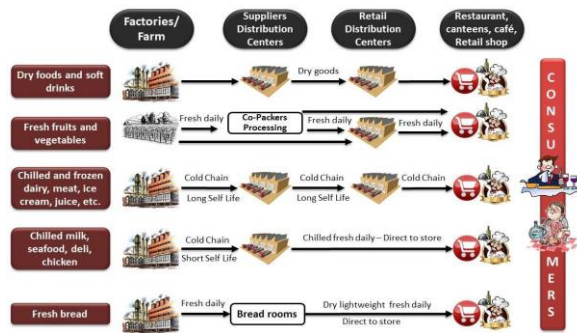 Factories/
Farm
Suppliers
Distribution
Centers
Retail
Distribution
Centers
Restaurant,
canteens, café,
Retail shop
Dry foods and soft
drinks
Dry goods
Fresh fruits and
vegetables
Fresh daily
Co-Packers
Processing
Fresh daily
Fresh daily
Chilled and frozen
dairy, meat, ice
cream, juice, etc.
Cold Chain
Long Self Life
Cold Chain
Long Self Life
Cold Chain
Chilled milk,
seafood, deli,
chicken
Cold Chain
Short Self Life
Chilled fresh daily – Direct to store
Fresh bread
Fresh daily
Bread rooms
Dry lightweight fresh daily
Direct to store
CONSU
MERS